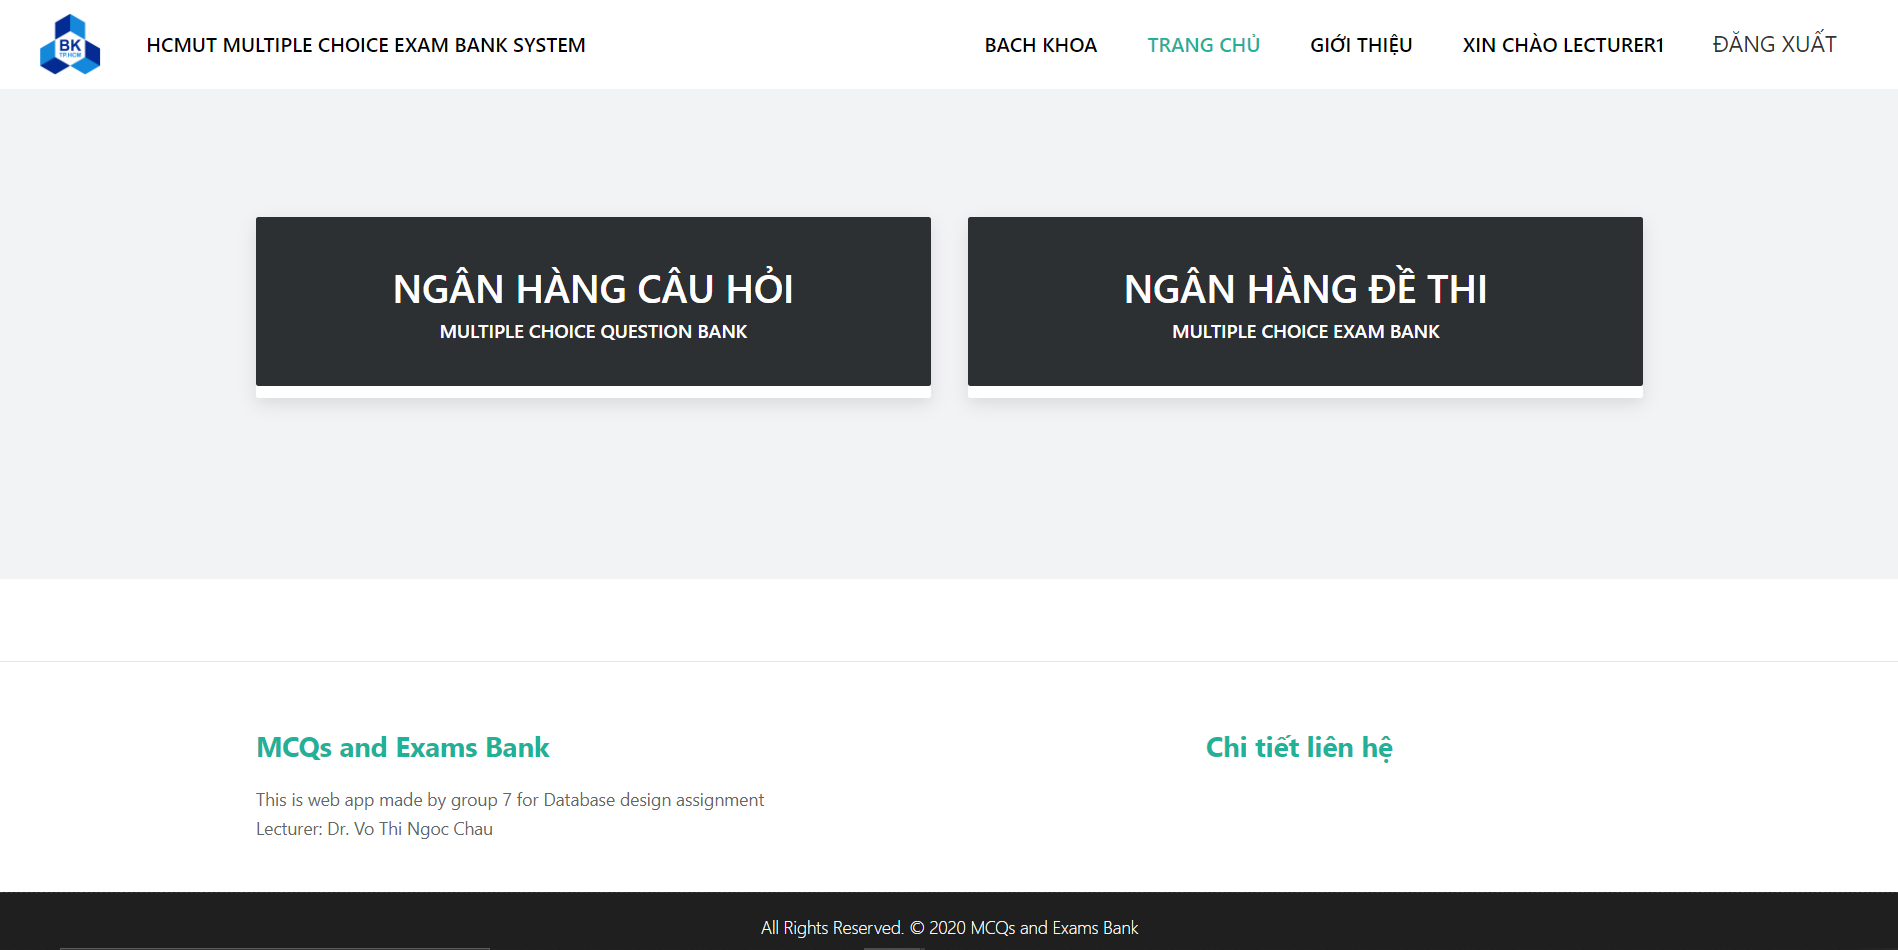 BK
TP.HCM
HCMUT MULTIPLE CHOICE EXAM BANK SYSTEM
BACH KHOA
TRANG CHỦ
GIỚI THIỆU
XIN CHÀO LECTURER1
ĐĂNG XUẤT
NGÂN HÀNG CÂU HỎI
MULTIPLE CHOICE QUESTION BANK
NGÂN HÀNG ĐỀ THI
MULTIPLE CHOICE EXAM BANK
MCQs and Exams Bank
This is web app made by group 7 for Database design assignment
Lecturer: Dr. Vo Thi Ngoc Chau
Chi tiết liên hệ
All Rights Reserved. © 2020 MCQs and Exams Bank